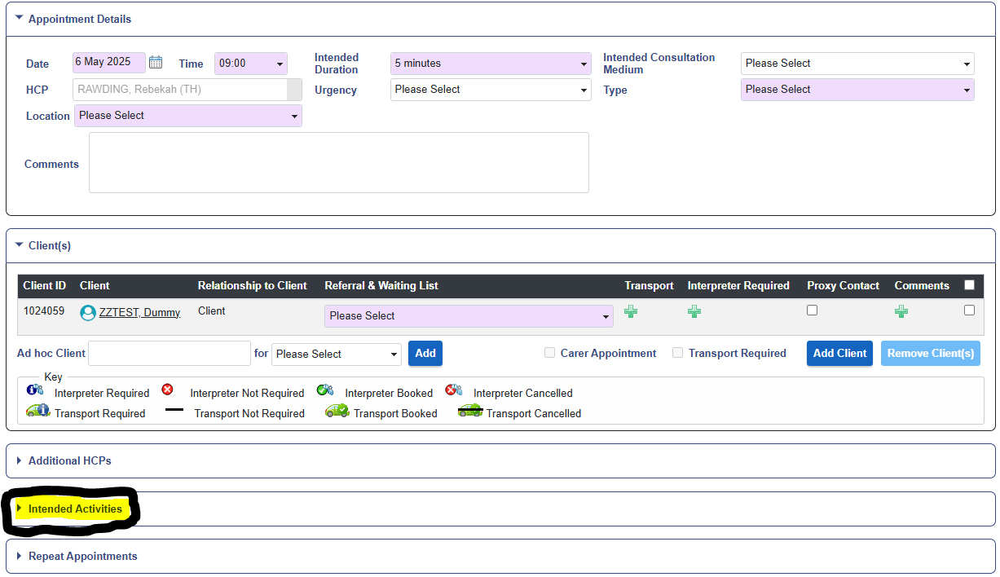 Appointment Details
Date 6 May 2025 Time 09:00 Intended Duration 5 minutes Intended Consultation Medium Please Select
HCP RAWDING, Rebekah (TH) Urgency Please Select Type Please Select
Location Please Select
Comments
Client(s)
Client ID Client Relationship to Client Referral & Waiting List Transport Interpreter Required Proxy Contact Comments
1024059 ZZTEST, Dummy Client Please Select
Ad hoc Client for Please Select Add Carer Appointment Transport Required Add Client Remove Client(s)
Key
Interpreter Required Interpreter Not Required Interpreter Booked Interpreter Cancelled
Transport Required Transport Not Required Transport Booked Transport Cancelled
Additional HCPs
Intended Activities
Repeat Appointments